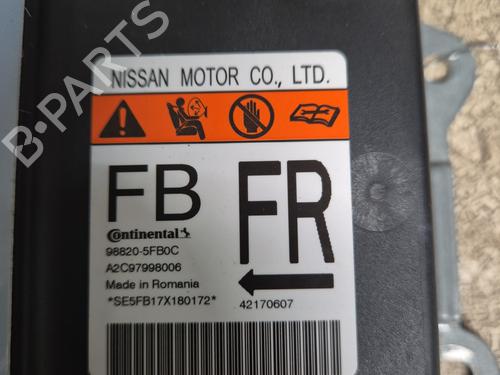 B-PARTS
NISSAN MOTOR CO., LTD.
FB
FR
Continental
98820-5FB0C
A2C97998006
Made in Romania
*SE5FB17X180172*
42170607